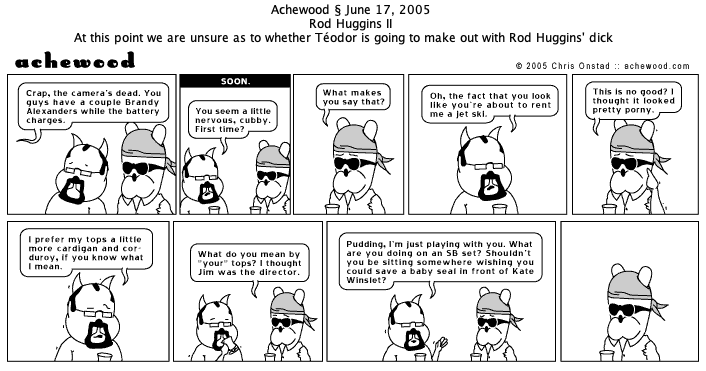 Achewood § June 17, 2005
Rod Huggins II
At this point we are unsure as to whether Téodor is going to make out with Rod Huggins' dick
achewood
© 2005 Chris Onstad :: achewood.com
Crap, the camera's dead. You
guys have a couple Brandy
Alexanders while the battery
charges.
SOON.
You seem a little
nervous, cubby.
First time?
What makes
you say that?
Oh, the fact that you look
like you're about to rent
me a jet ski.
This is no good? I
thought it looked
pretty porny.
I prefer my tops a little
more cardigan and cor-
duroy, if you know what
I mean.
What do you mean by
"your" tops? I thought
Jim was the director.
Pudding, I'm just playing with you. What
are you doing on an SB set? Shouldn't
you be sitting somewhere wishing you
could save a baby seal in front of Kate
Winslet?